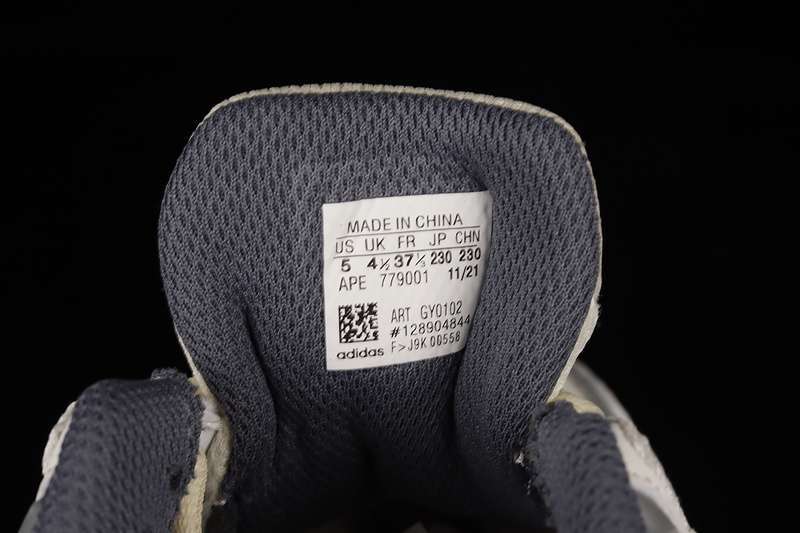 MADE IN CHINA
US UK FR JP CHN
5 4½ 37⅓ 230 230
APE 779001 11/21
ART GY0102
#128904844
adidas F>J9K 00558